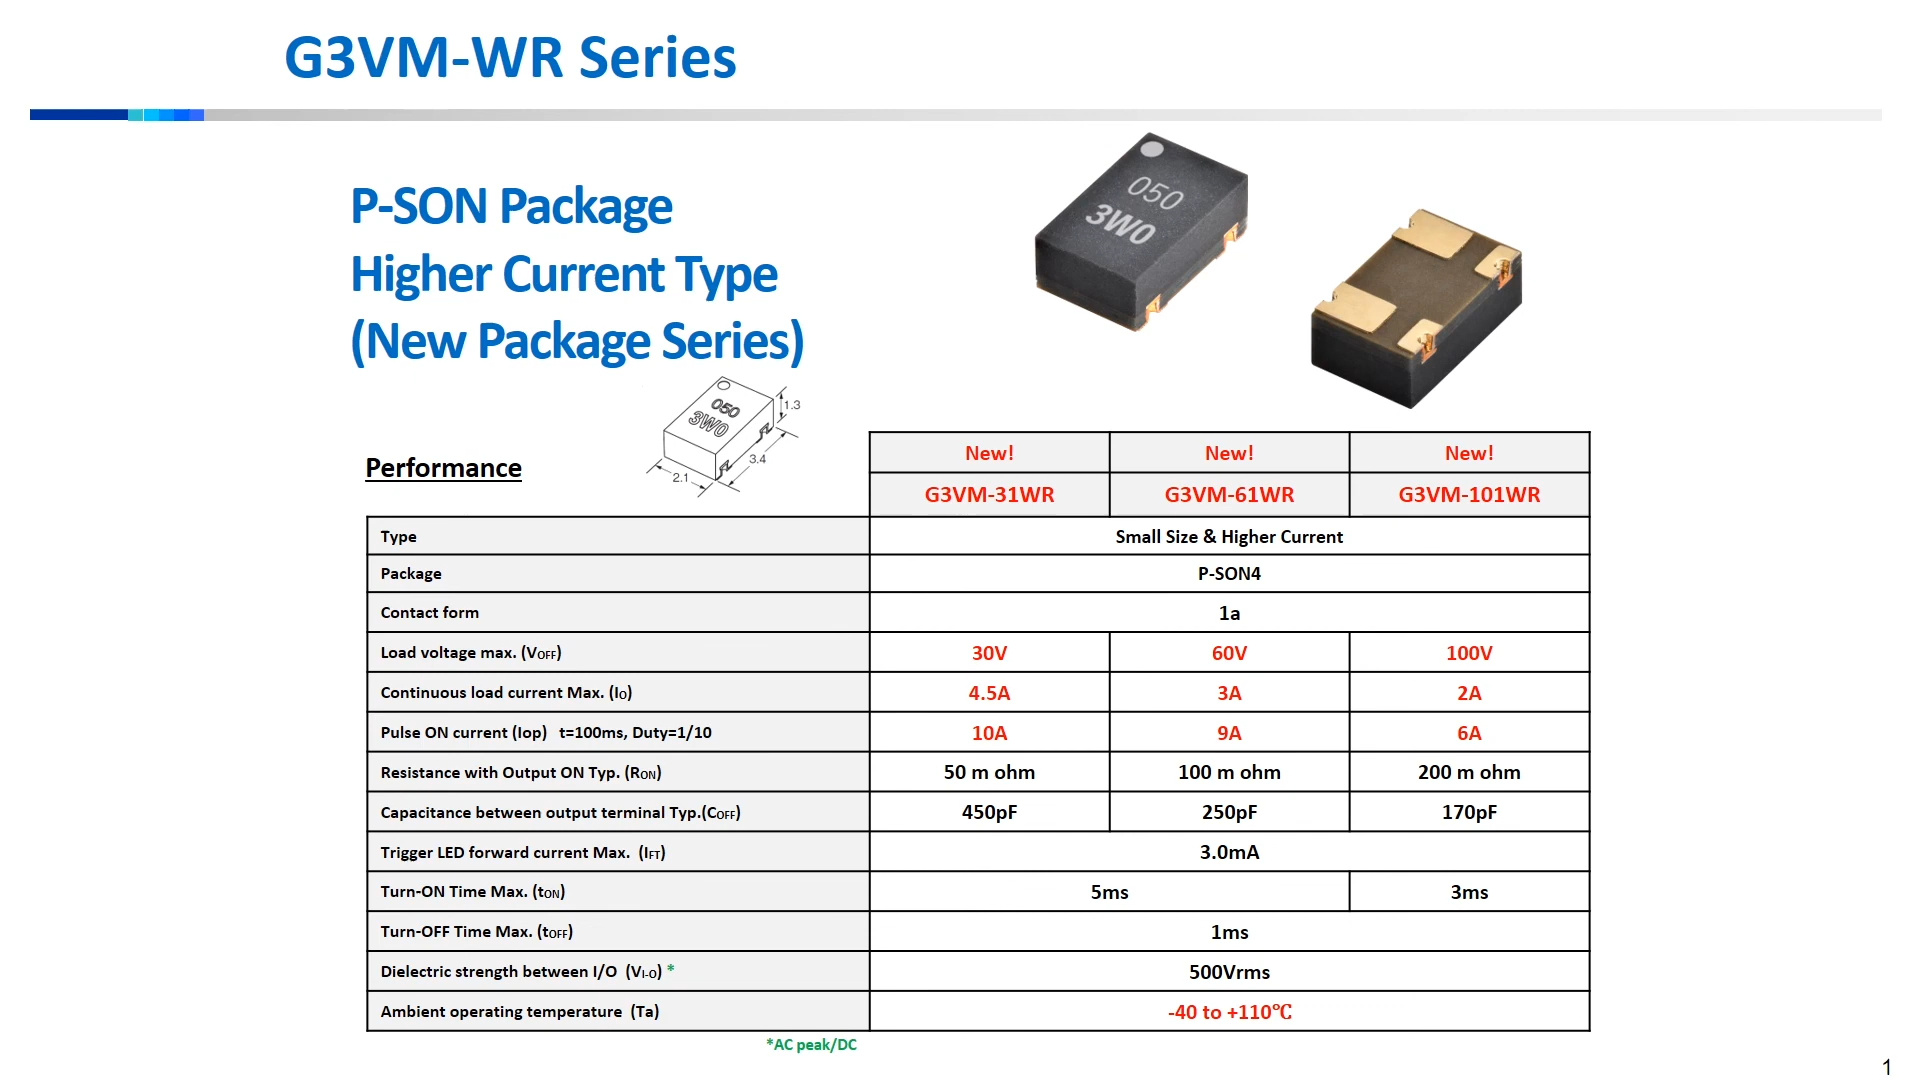 G3VM-WR Series
P-SON Package
Higher Current Type
(New Package Series)
050
3W0
050
3W0
1.3
3.4
2.1
Performance
New! New! New!
G3VM-31WR G3VM-61WR G3VM-101WR
Type Small Size & Higher Current
Package P-SON4
Contact form 1a
Load voltage max. (VOFF) 30V 60V 100V
Continuous load current Max. (IO) 4.5A 3A 2A
Pulse ON current (Iop) t=100ms, Duty=1/10 10A 9A 6A
Resistance with Output ON Typ. (RON) 50 m ohm 100 m ohm 200 m ohm
Capacitance between output terminal Typ.(COFF) 450pF 250pF 170pF
Trigger LED forward current Max. (IFT) 3.0mA
Turn-ON Time Max. (tON) 5ms 3ms
Turn-OFF Time Max. (tOFF) 1ms
Dielectric strength between I/O (VI-O) * 500Vrms
Ambient operating temperature (Ta) -40 to +110℃
*AC peak/DC
1